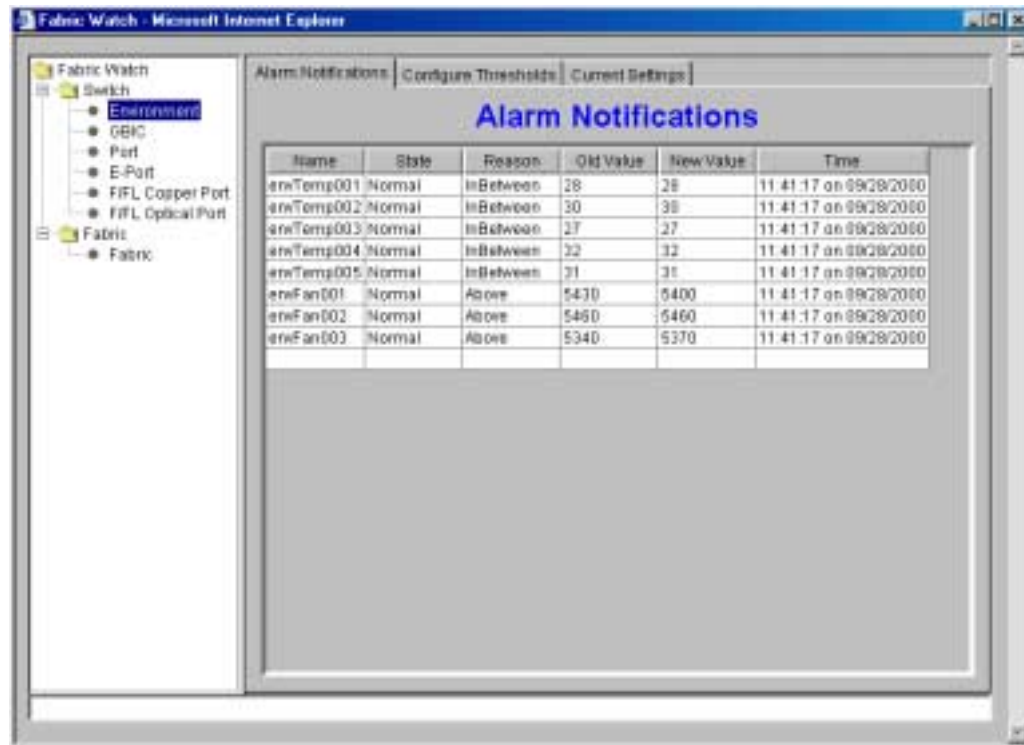 Fabric Watch - Microsoft Internet Explorer
Fabric Watch
Switch
Environment
GBIC
Port
E-Port
F/FL Copper Port
F/FL Optical Port
Fabric
Fabric
Alarm Notifications Configure Thresholds Current Settings
Alarm Notifications
Name State Reason Old Value New Value Time
envTemp001 Normal InBetween 28 28 11:41:17 on 09/28/2000
envTemp002 Normal InBetween 30 30 11:41:17 on 09/28/2000
envTemp003 Normal InBetween 27 27 11:41:17 on 09/28/2000
envTemp004 Normal InBetween 32 32 11:41:17 on 09/28/2000
envTemp005 Normal InBetween 31 31 11:41:17 on 09/28/2000
envFan001 Normal Above 5430 5400 11:41:17 on 09/28/2000
envFan002 Normal Above 5460 5460 11:41:17 on 09/28/2000
envFan003 Normal Above 5340 5370 11:41:17 on 09/28/2000